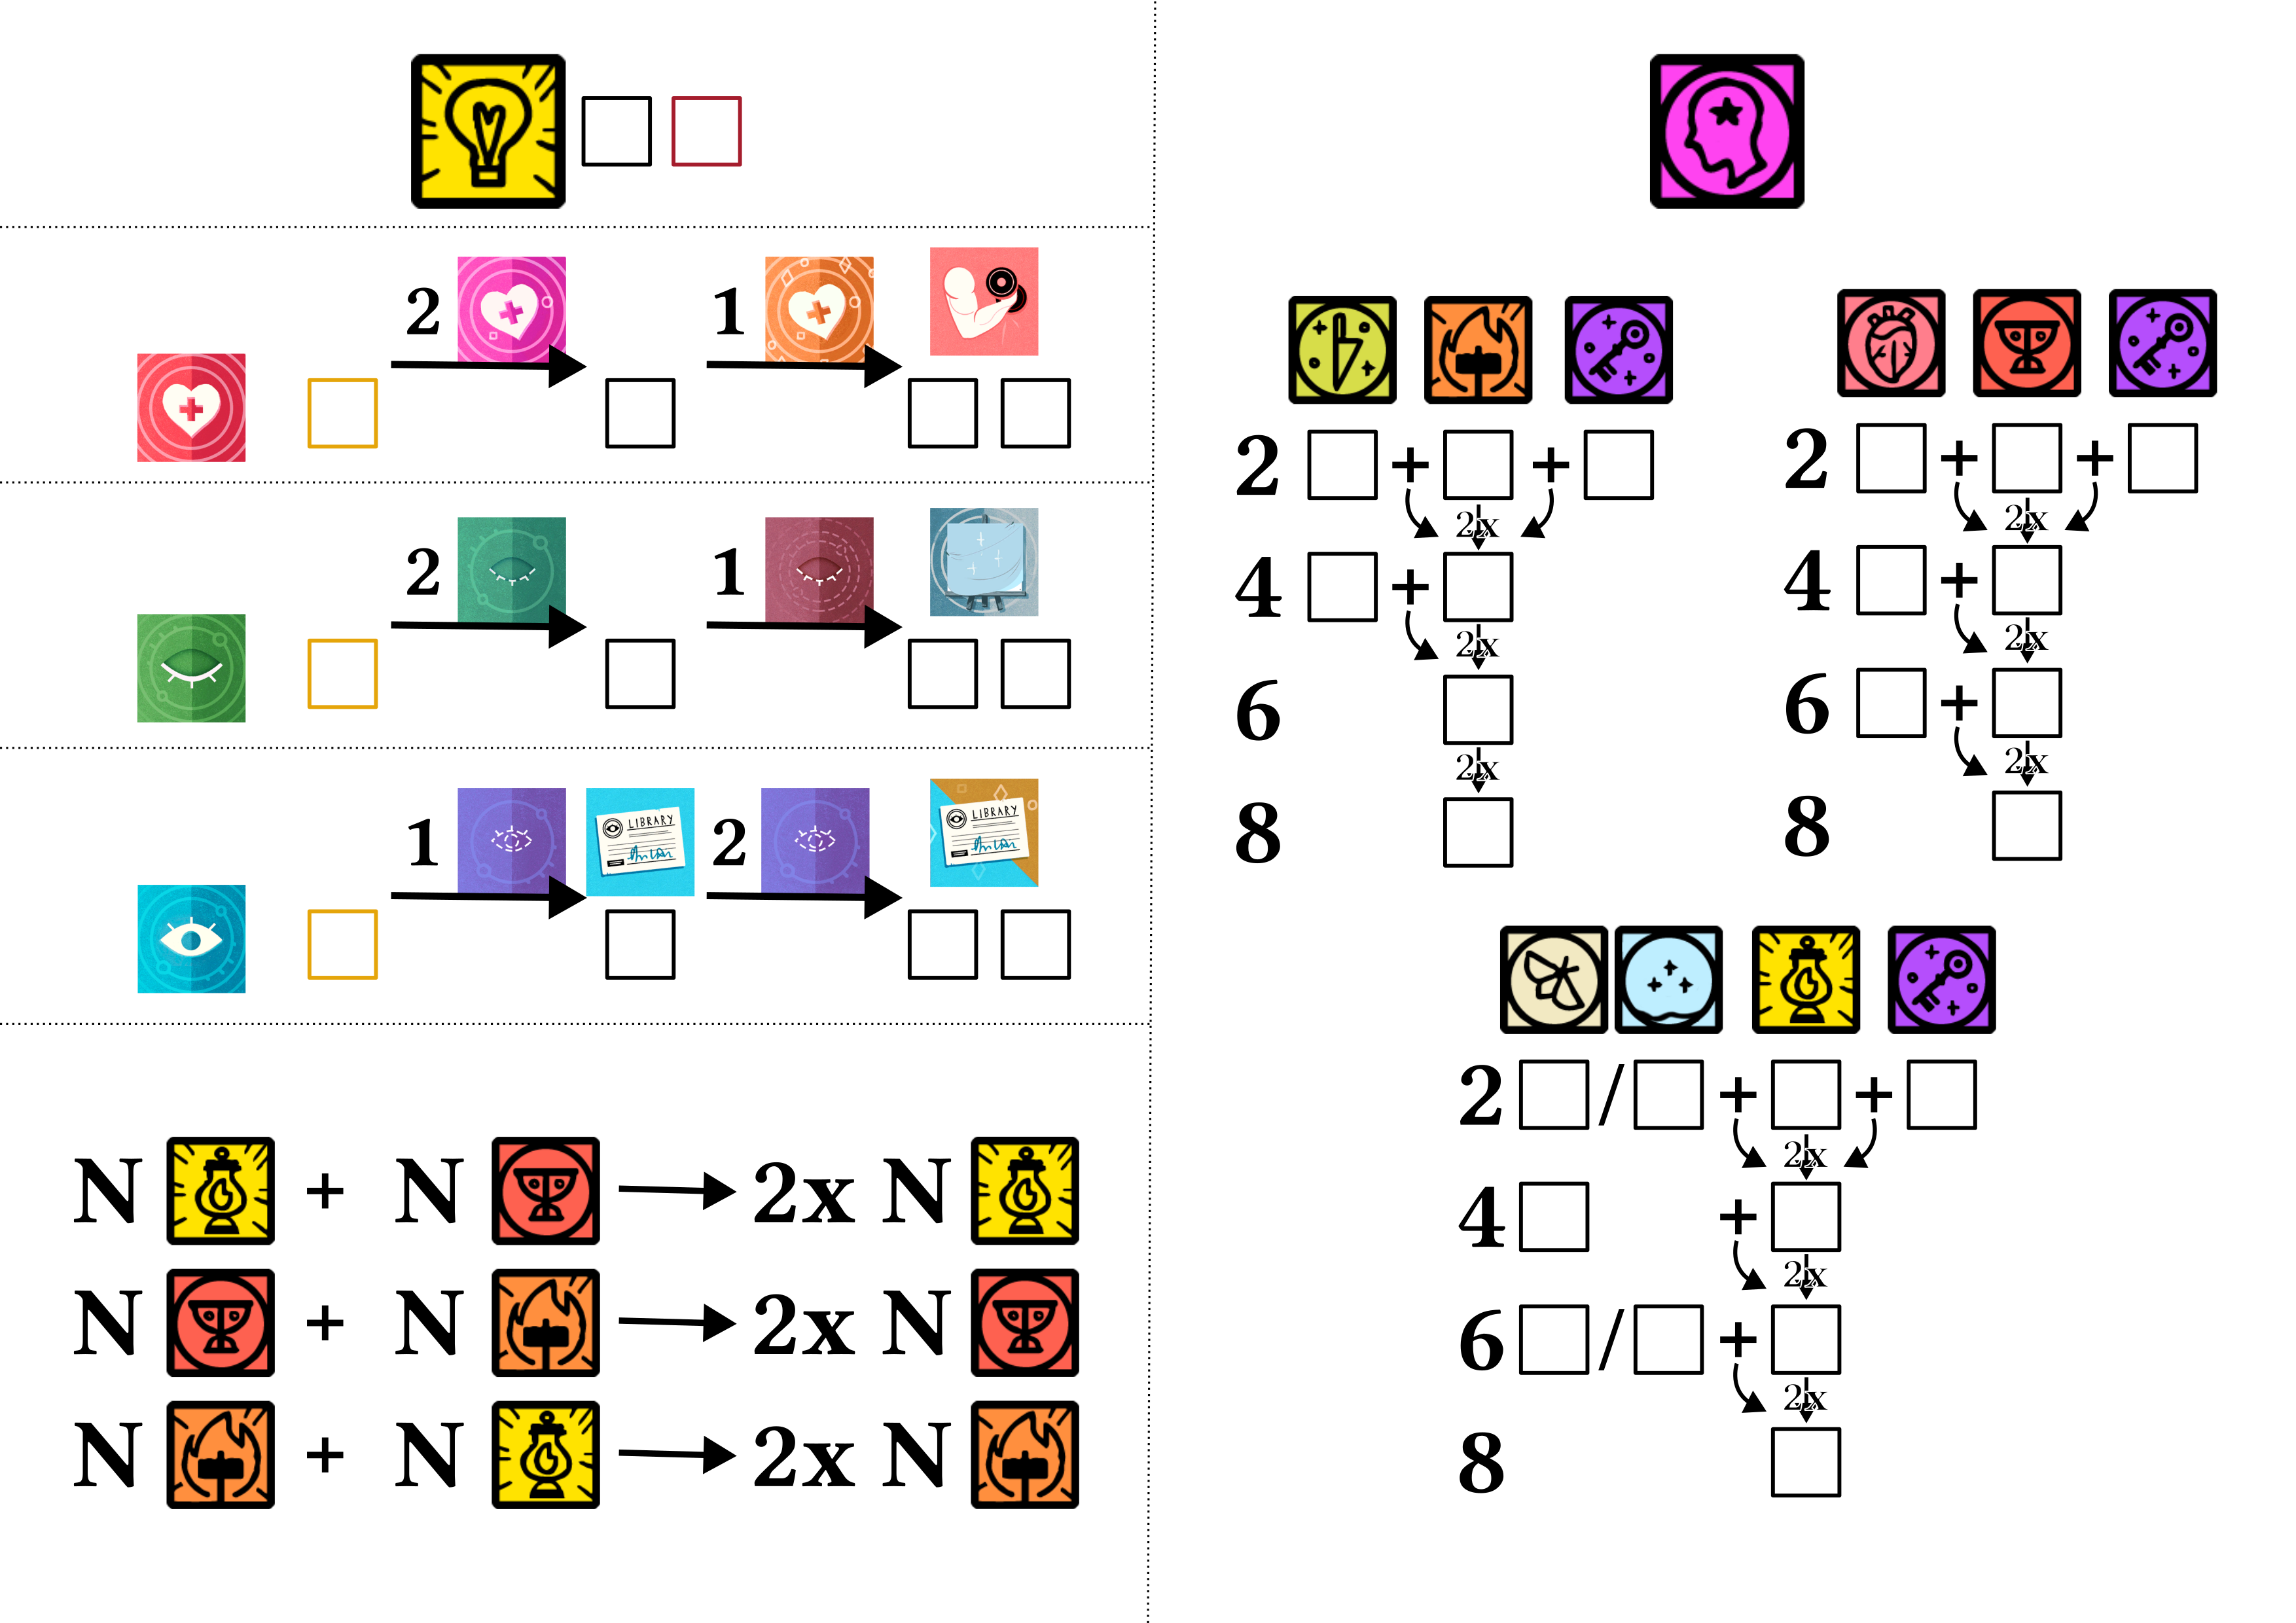 2
1
2
1
1
LIBRARY
2
LIBRARY
N + N 2x N
N + N 2x N
N + N 2x N
2 + +
2x
4 +
2x
6
2x
8
2 + +
2x
4 +
2x
6 +
2x
8
2 / + +
2x
4 +
2x
6 / +
2x
8